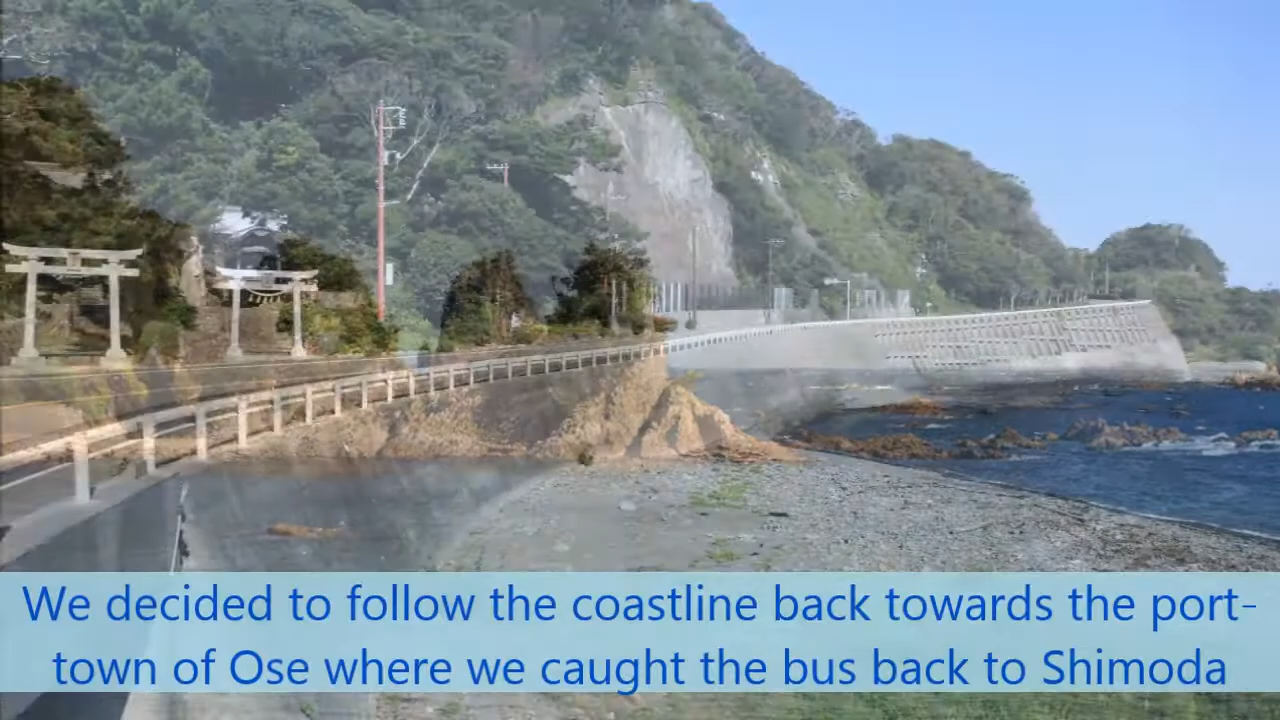 We decided to follow the coastline back towards the port-
town of Ose where we caught the bus back to Shimoda